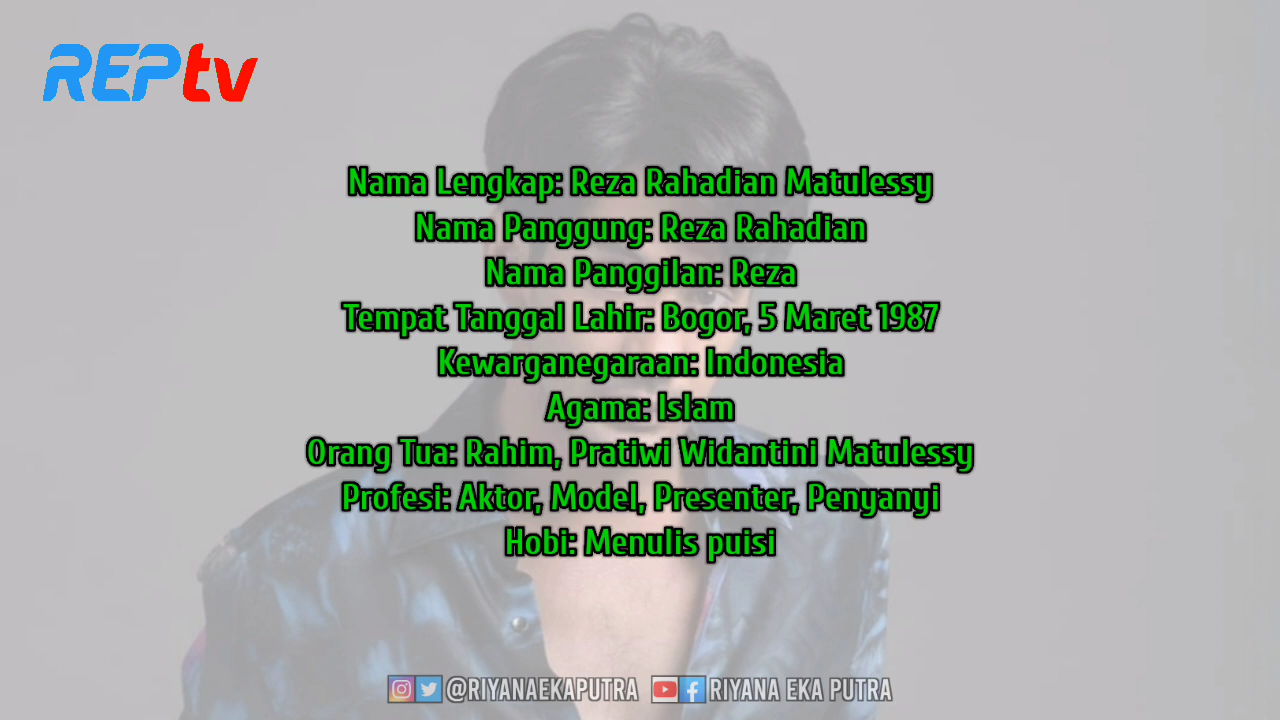 REPtv
Nama Lengkap: Reza Rahadian Matulessy
Nama Panggung: Reza Rahadian
Nama Panggilan: Reza
Tempat Tanggal Lahir: Bogor, 5 Maret 1987
Kewarganegaraan: Indonesia
Agama: Islam
Orang Tua: Rahim, Pratiwi Widantini Matulessy
Profesi: Aktor, Model, Presenter, Penyanyi
Hobi: Menulis puisi
@RIYANAEKAPUTRA RIYANA EKA PUTRA